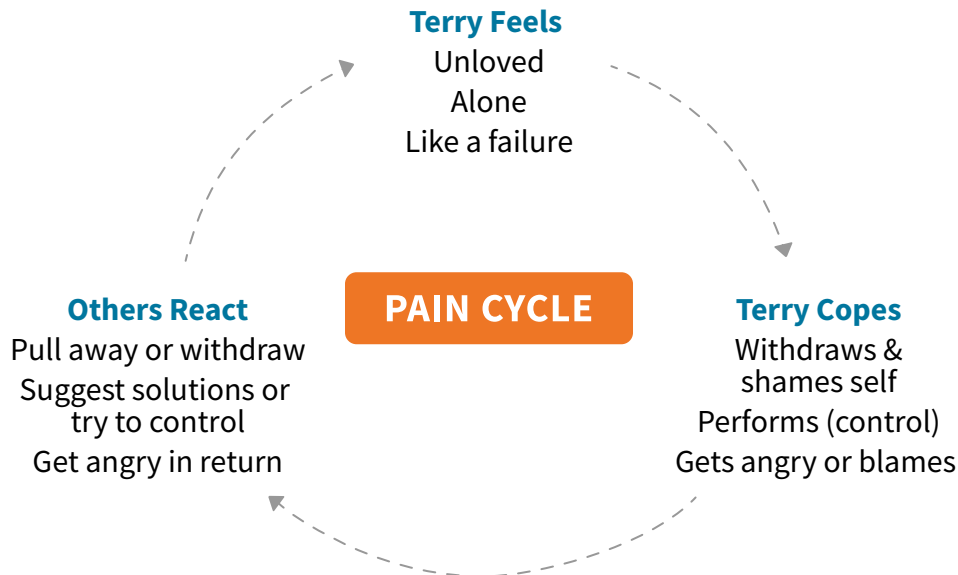 Terry Feels
Unloved
Alone
Like a failure
PAIN CYCLE
Terry Copes
Withdraws &
shames self
Performs (control)
Gets angry or blames
Others React
Pull away or withdraw
Suggest solutions or
try to control
Get angry in return